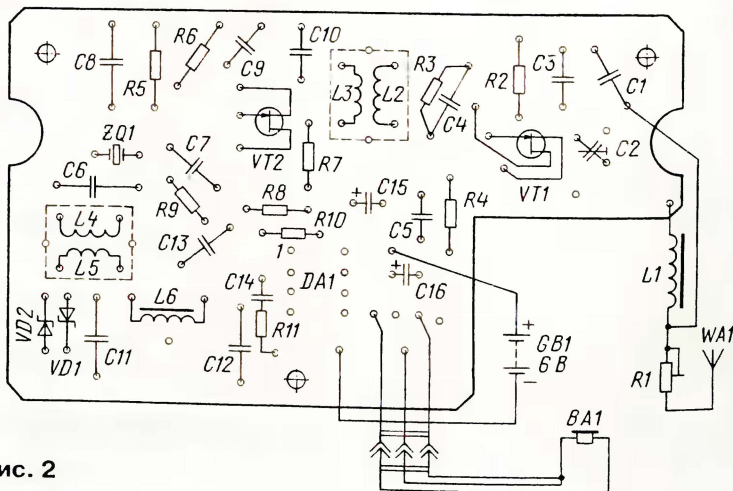 C8
R5
R6
C9
C10
L3
L2
R3
C4
R2
C3
C1
ZQ1
C7
VT2
R7
VT1
C2
C6
R9
R8
C15
C5
R4
L4
L5
C13
R10
1
DA1
+
+
C16
VD2
VD1
C11
L6
C14
R11
C12
+
GB1
6 В
−
L1
R1
WA1
BA1
ис. 2